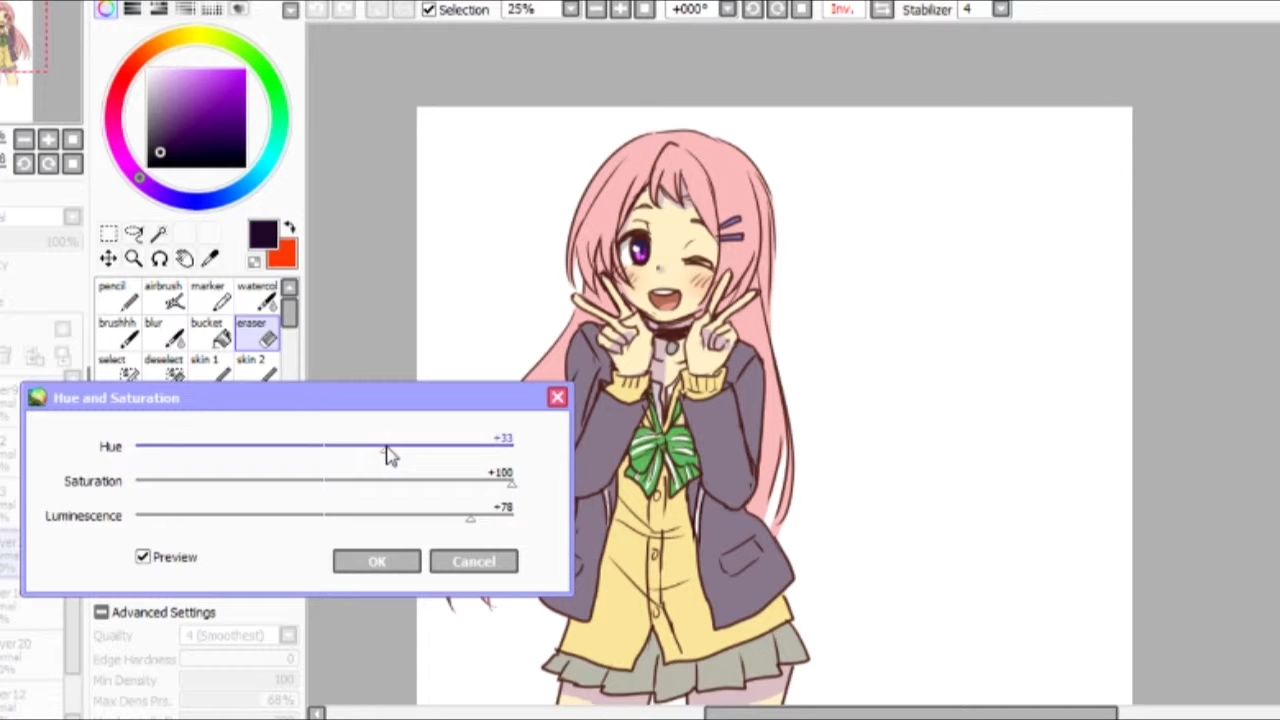 Selection 25% +000° Inv. Stabilizer 4
100%
pencil airbrush marker watercol
brushhh blur bucket eraser
select deselect skin 1 skin 2
Hue and Saturation
Hue +33
Saturation +100
Luminescence +78
Preview OK Cancel
Advanced Settings
Quality 4 (Smoothest)
Edge Hardness 0
Min Density 100
Max Dens Prs. 68%